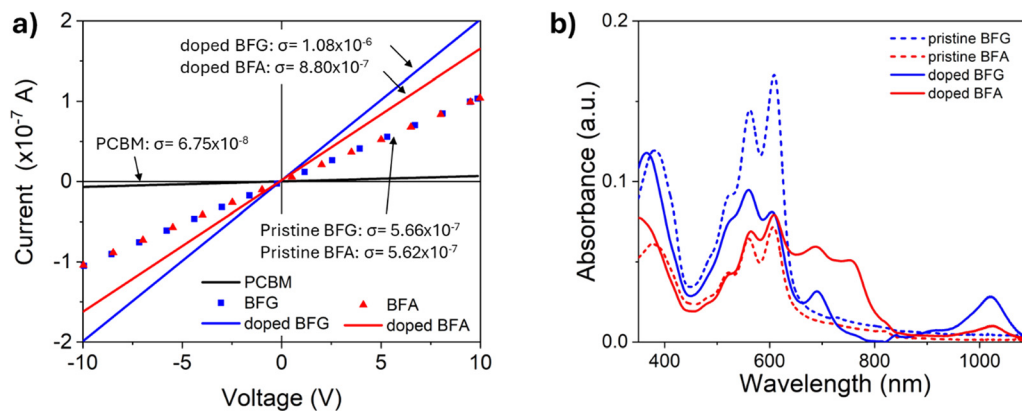 a)
2
1
0
-1
-2
Current (x10⁻⁷ A)
-10
-5
0
5
10
Voltage (V)
doped BFG: σ= 1.08x10⁻⁶
doped BFA: σ= 8.80x10⁻⁷
PCBM: σ= 6.75x10⁻⁸
Pristine BFG: σ= 5.66x10⁻⁷
Pristine BFA: σ= 5.62x10⁻⁷
PCBM
BFG
BFA
doped BFG
doped BFA
b)
0.2
0.1
0.0
Absorbance (a.u.)
400
600
800
1000
Wavelength (nm)
pristine BFG
pristine BFA
doped BFG
doped BFA